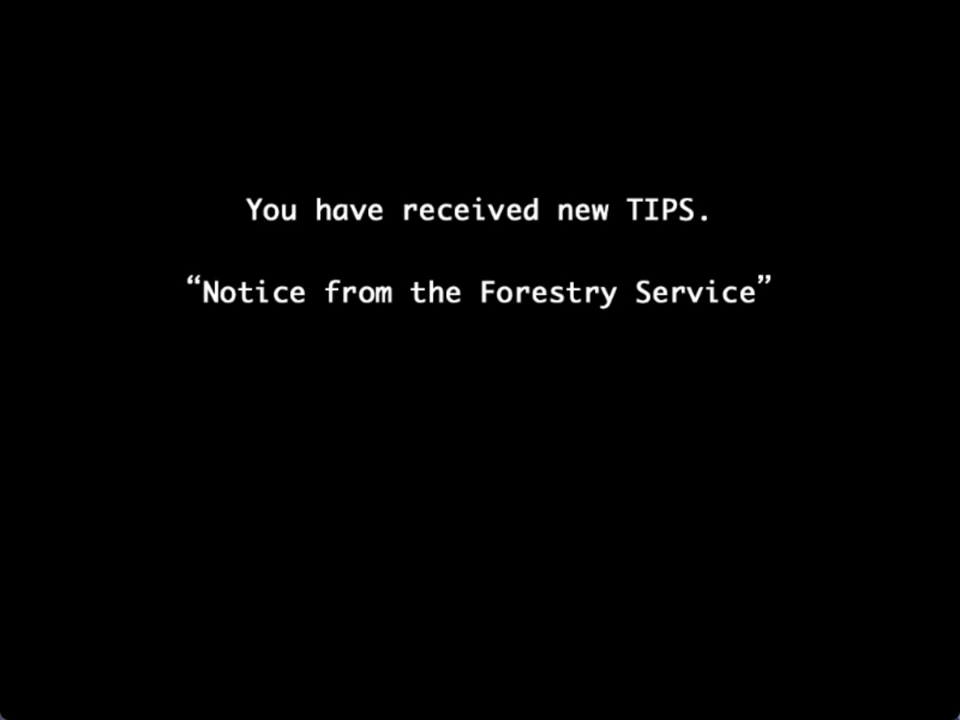 You have received new TIPS.
“Notice from the Forestry Service”